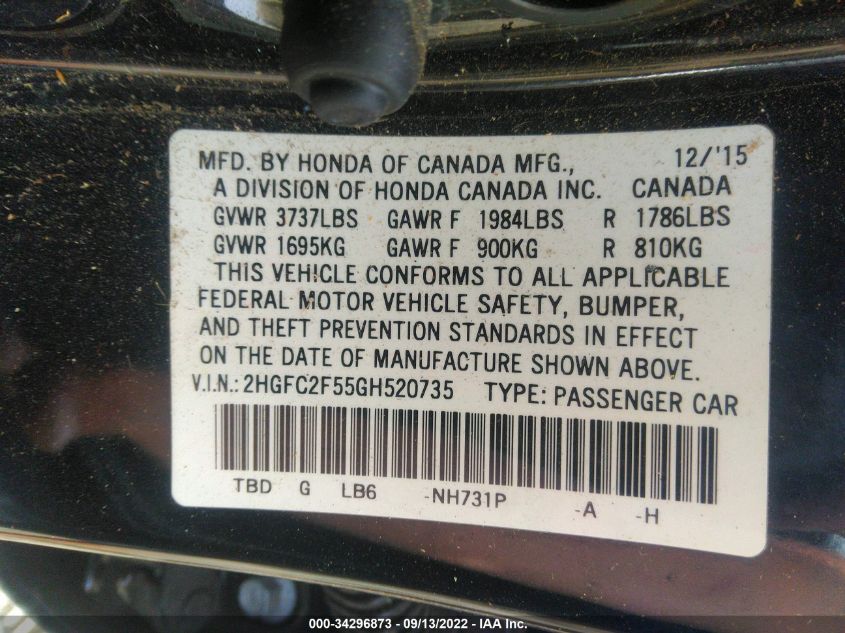 MFD. BY HONDA OF CANADA MFG., 12/'15
A DIVISION OF HONDA CANADA INC. CANADA
GVWR 3737LBS GAWR F 1984LBS R 1786LBS
GVWR 1695KG GAWR F 900KG R 810KG
THIS VEHICLE CONFORMS TO ALL APPLICABLE
FEDERAL MOTOR VEHICLE SAFETY, BUMPER,
AND THEFT PREVENTION STANDARDS IN EFFECT
ON THE DATE OF MANUFACTURE SHOWN ABOVE.
V.I.N.: 2HGFC2F55GH520735 TYPE: PASSENGER CAR
TBD G LB6 -NH731P -A -H
000-34296873 - 09/13/2022 - IAA Inc.